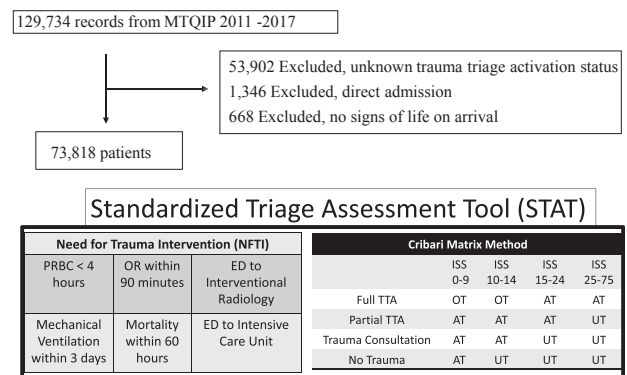 129,734 records from MTQIP 2011 -2017
53,902 Excluded, unknown trauma triage activation status
1,346 Excluded, direct admission
668 Excluded, no signs of life on arrival
73,818 patients
Standardized Triage Assessment Tool (STAT)
Need for Trauma Intervention (NFTI)
PRBC < 4
hours
OR within
90 minutes
ED to
Interventional
Radiology
Mechanical
Ventilation
within 3 days
Mortality
within 60
hours
ED to Intensive
Care Unit
Cribari Matrix Method
ISS ISS ISS ISS
0-9 10-14 15-24 25-75
Full TTA OT OT AT AT
Partial TTA AT AT AT UT
Trauma Consultation AT AT UT UT
No Trauma AT UT UT UT